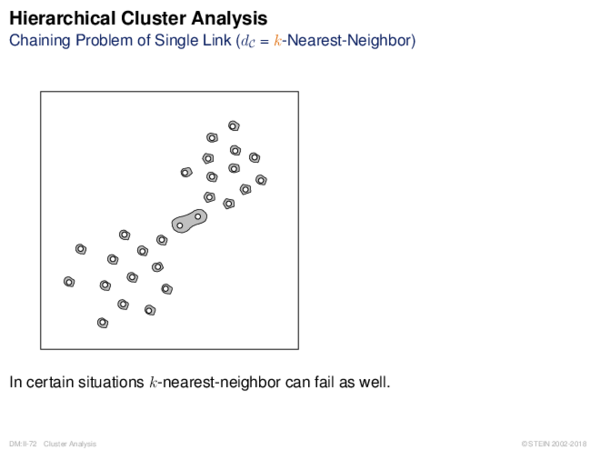 Hierarchical Cluster Analysis
Chaining Problem of Single Link (dC = k-Nearest-Neighbor)
In certain situations k-nearest-neighbor can fail as well.
DM:II-72 Cluster Analysis
© STEIN 2002-2018